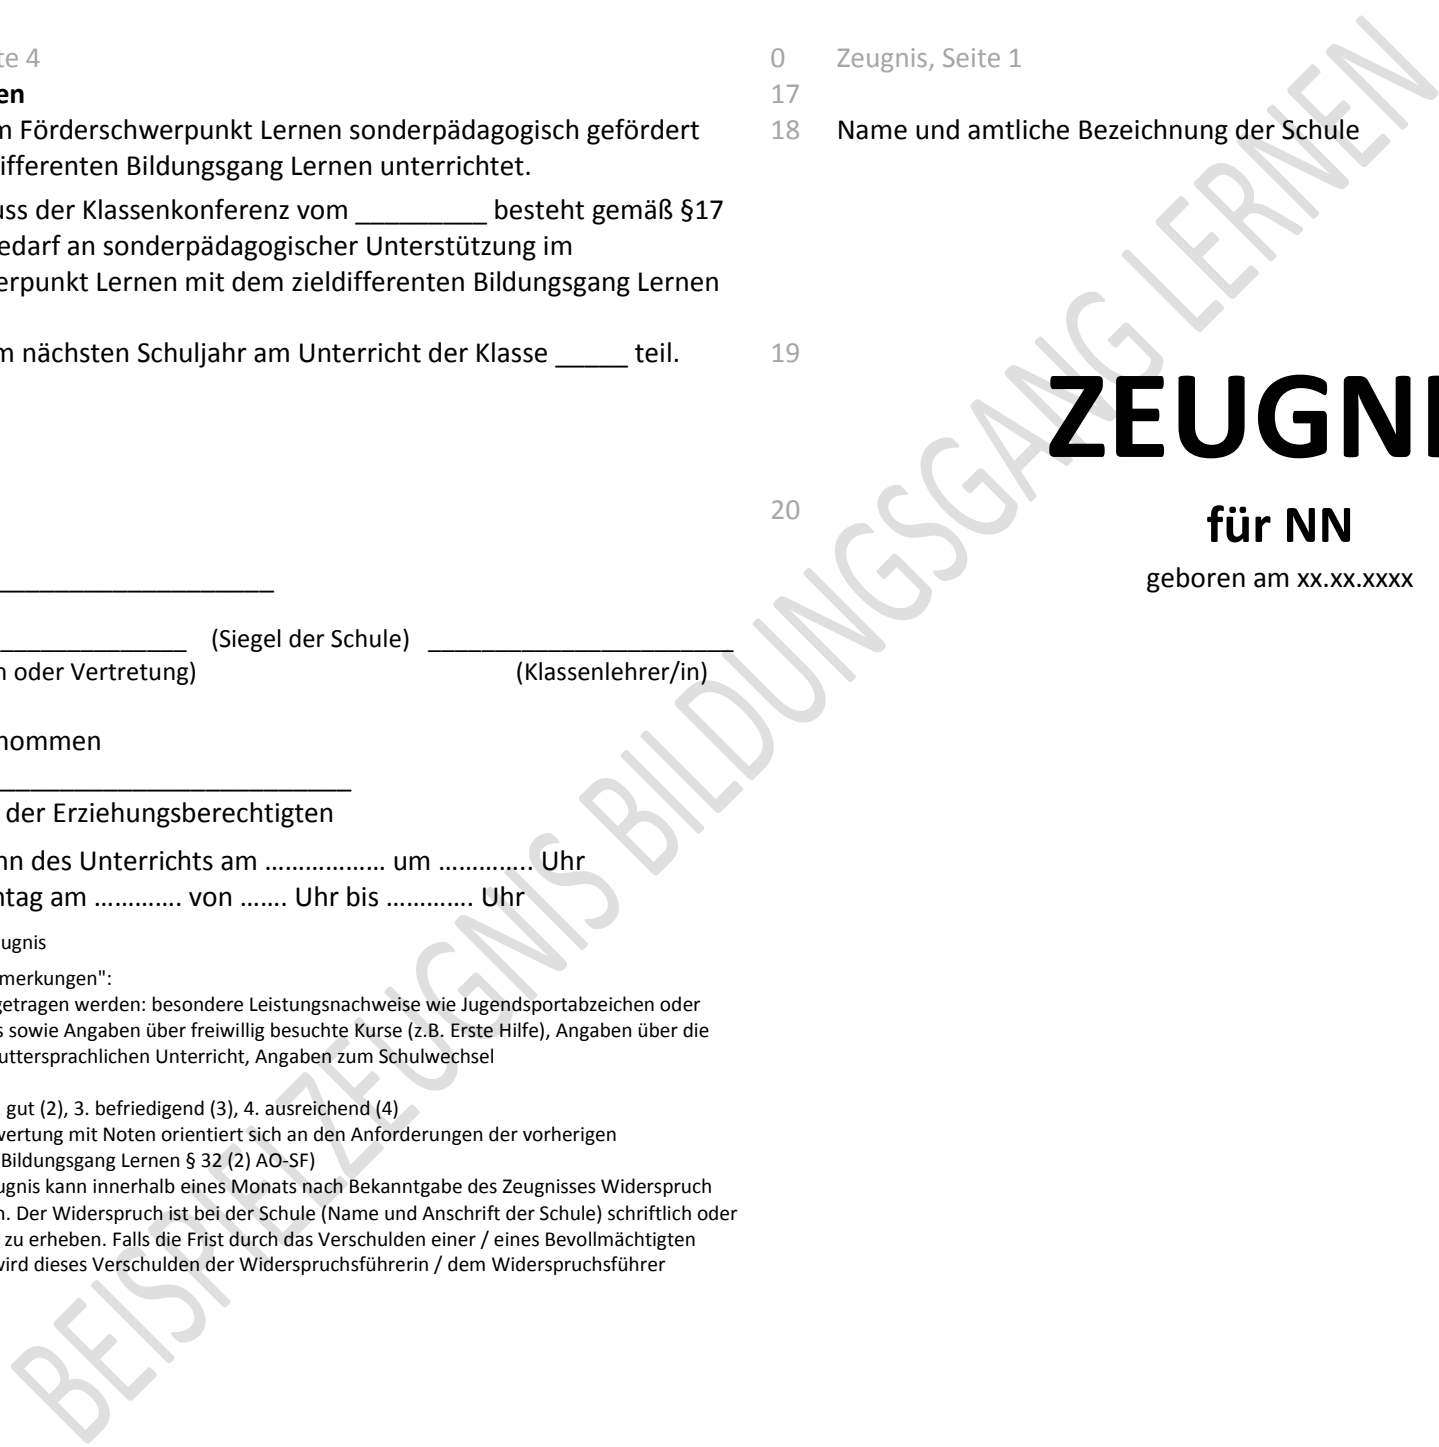 te 4
en
m Förderschwerpunkt Lernen sonderpädagogisch gefördert
ifferenten Bildungsgang Lernen unterrichtet.
uss der Klassenkonferenz vom _________ besteht gemäß §17
edarf an sonderpädagogischer Unterstützung im
erpunkt Lernen mit dem zieldifferenten Bildungsgang Lernen
m nächsten Schuljahr am Unterricht der Klasse _____ teil.
___________________
______________ (Siegel der Schule) ______________________
n oder Vertretung) (Klassenlehrer/in)
nommen
________________________
der Erziehungsberechtigten
nn des Unterrichts am ……………… um ………….. Uhr
ntag am …………. von ……. Uhr bis …………. Uhr
ugnis
merkungen":
getragen werden: besondere Leistungsnachweise wie Jugendsportabzeichen oder
s sowie Angaben über freiwillig besuchte Kurse (z.B. Erste Hilfe), Angaben über die
uttersprachlichen Unterricht, Angaben zum Schulwechsel
gut (2), 3. befriedigend (3), 4. ausreichend (4)
wertung mit Noten orientiert sich an den Anforderungen der vorherigen
Bildungsgang Lernen § 32 (2) AO-SF)
ugnis kann innerhalb eines Monats nach Bekanntgabe des Zeugnisses Widerspruch
n. Der Widerspruch ist bei der Schule (Name und Anschrift der Schule) schriftlich oder
zu erheben. Falls die Frist durch das Verschulden einer / eines Bevollmächtigten
wird dieses Verschulden der Widerspruchsführerin / dem Widerspruchsführer
0 Zeugnis, Seite 1
17
18 Name und amtliche Bezeichnung der Schule
19
ZEUGNI
20
für NN
geboren am xx.xx.xxxx
BEISPIELZEUGNIS BILDUNGSGANG LERNEN